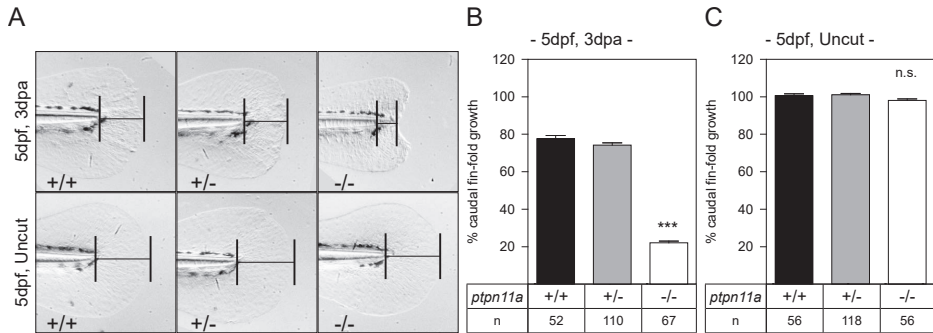 A
5dpf, 3dpa
+/+
+/-
-/-
5dpf, Uncut
+/+
+/-
-/-
B
- 5dpf, 3dpa -
% caudal fin-fold growth
120
100
80
60
40
20
***
ptpn11a +/+ +/- -/-
n 52 110 67
C
- 5dpf, Uncut -
n.s.
% caudal fin-fold growth
120
100
80
60
40
20
ptpn11a +/+ +/- -/-
n 56 118 56